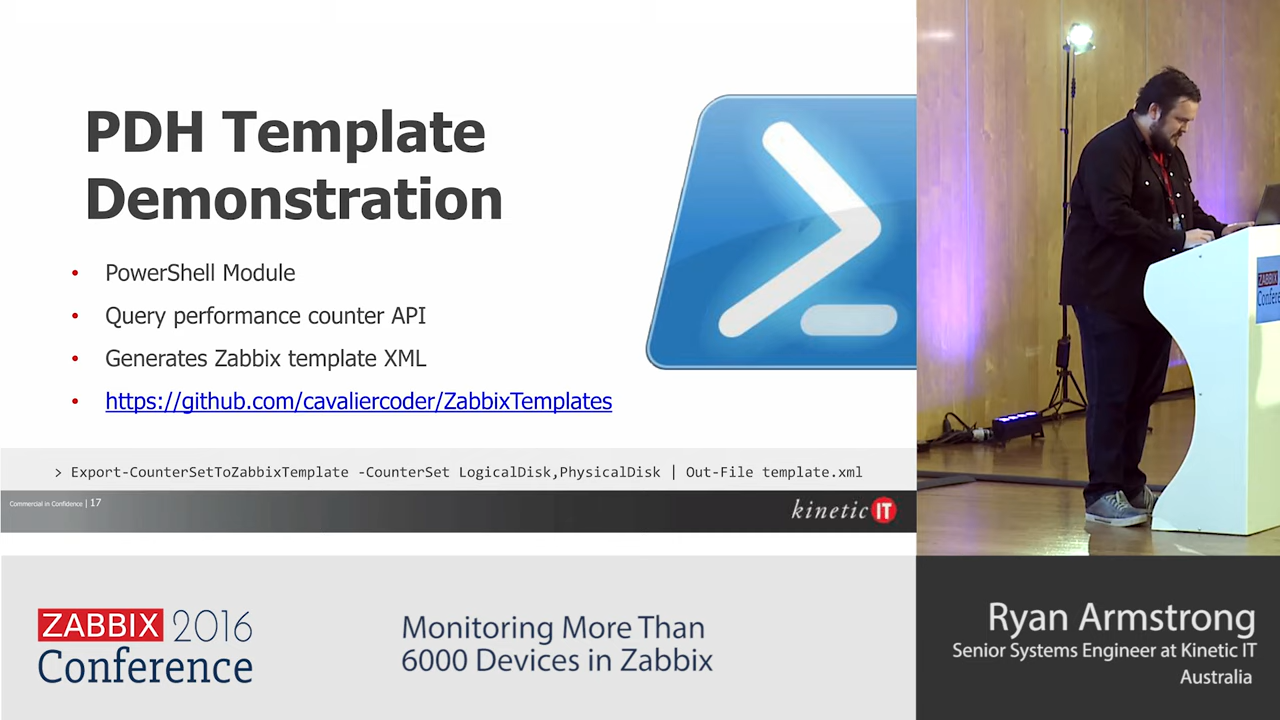 PDH Template
Demonstration
• PowerShell Module
• Query performance counter API
• Generates Zabbix template XML
• https://github.com/cavaliercoder/ZabbixTemplates
> Export-CounterSetToZabbixTemplate -CounterSet LogicalDisk,PhysicalDisk | Out-File template.xml
Commercial in Confidence | 17
kinetic IT
ZABBIX
Confere
ZABBIX 2016
Conference
Monitoring More Than
6000 Devices in Zabbix
Ryan Armstrong
Senior Systems Engineer at Kinetic IT
Australia